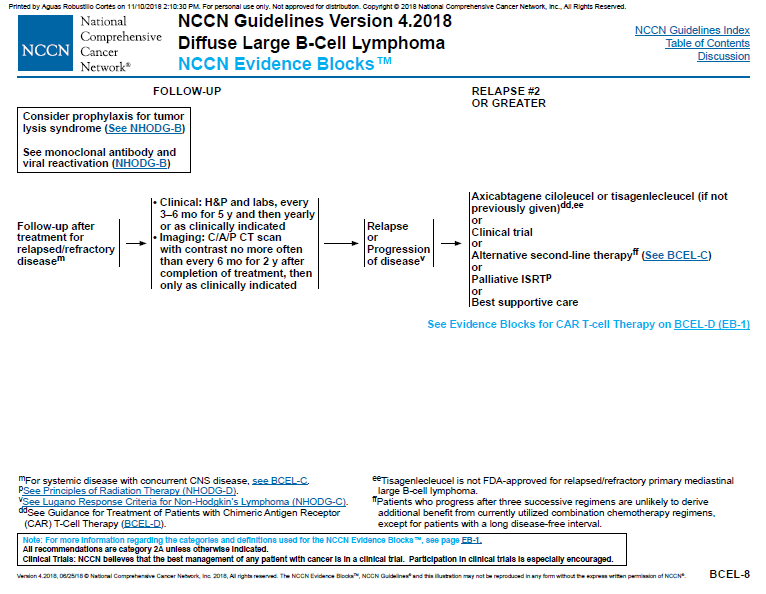 Printed by Aguas Robustillo Cortés on 11/10/2018 2:10:30 PM. For personal use only. Not approved for distribution. Copyright © 2018 National Comprehensive Cancer Network, Inc., All Rights Reserved.
NCCN
National
Comprehensive
Cancer
Network®
NCCN Guidelines Version 4.2018
Diffuse Large B-Cell Lymphoma
NCCN Evidence Blocks™
NCCN Guidelines Index
Table of Contents
Discussion
FOLLOW-UP
RELAPSE #2
OR GREATER
Consider prophylaxis for tumor
lysis syndrome (See NHODG-B)
See monoclonal antibody and
viral reactivation (NHODG-B)
Follow-up after
treatment for
relapsed/refractory
diseasem
• Clinical: H&P and labs, every
3–6 mo for 5 y and then yearly
or as clinically indicated
• Imaging: C/A/P CT scan
with contrast no more often
than every 6 mo for 2 y after
completion of treatment, then
only as clinically indicated
Relapse
or
Progression
of diseasev
Axicabtagene ciloleucel or tisagenlecleucel (if not
previously given)dd,ee
or
Clinical trial
or
Alternative second-line therapyff (See BCEL-C)
or
Palliative ISRTp
or
Best supportive care
See Evidence Blocks for CAR T-cell Therapy on BCEL-D (EB-1)
mFor systemic disease with concurrent CNS disease, see BCEL-C.
pSee Principles of Radiation Therapy (NHODG-D).
vSee Lugano Response Criteria for Non-Hodgkin's Lymphoma (NHODG-C).
ddSee Guidance for Treatment of Patients with Chimeric Antigen Receptor
(CAR) T-Cell Therapy (BCEL-D).
eeTisagenlecleucel is not FDA-approved for relapsed/refractory primary mediastinal
large B-cell lymphoma.
ffPatients who progress after three successive regimens are unlikely to derive
additional benefit from currently utilized combination chemotherapy regimens,
except for patients with a long disease-free interval.
Note: For more information regarding the categories and definitions used for the NCCN Evidence Blocks™, see page EB-1.
All recommendations are category 2A unless otherwise indicated.
Clinical Trials: NCCN believes that the best management of any patient with cancer is in a clinical trial. Participation in clinical trials is especially encouraged.
Version 4.2018, 06/25/18 © National Comprehensive Cancer Network, Inc. 2018, All rights reserved. The NCCN Evidence Blocks™, NCCN Guidelines® and this illustration may not be reproduced in any form without the express written permission of NCCN®.
BCEL-8